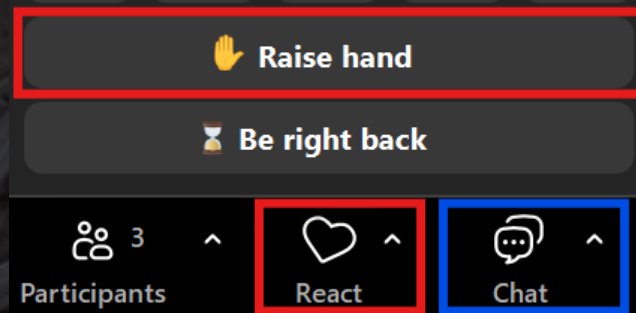 Raise hand
Be right back
3
Participants
React
Chat